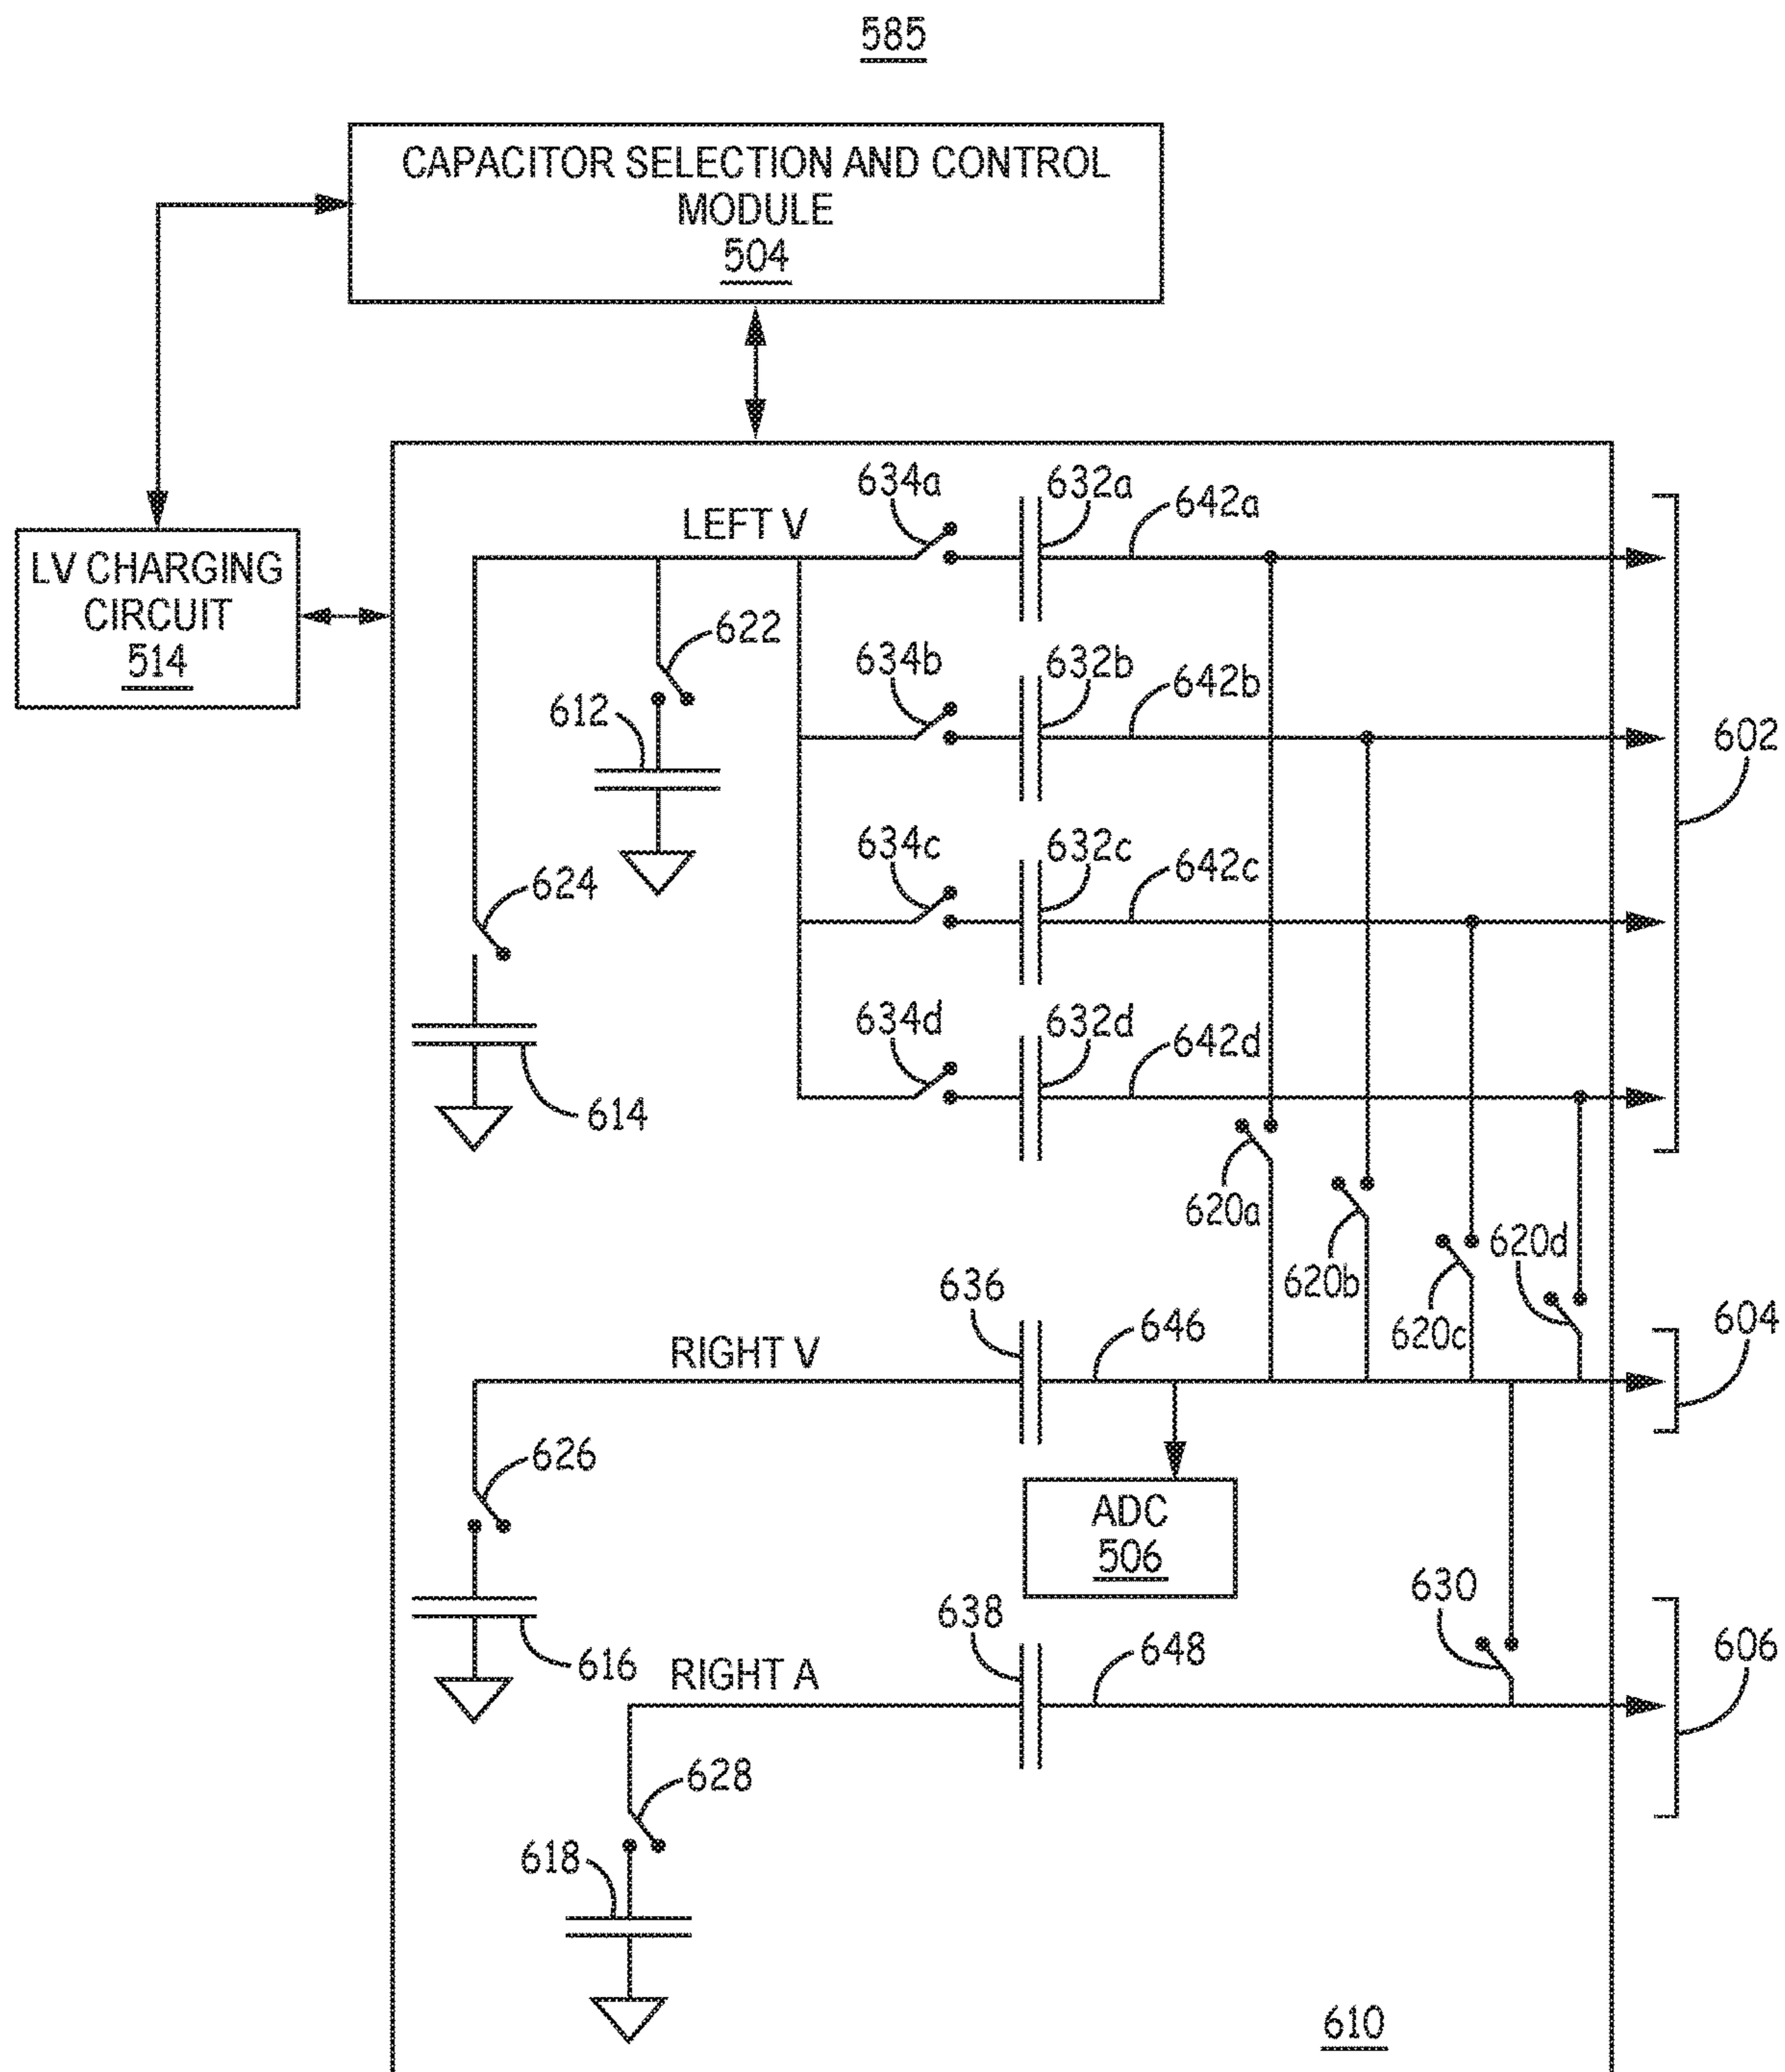 585
CAPACITOR SELECTION AND CONTROL
MODULE
504
LV CHARGING
CIRCUIT
514
LEFT V
634a
632a
642a
622
612
634b
632b
642b
602
624
634c
632c
642c
614
634d
632d
642d
620a
620b
620c
620d
636
RIGHT V
646
604
626
ADC
506
616
638
RIGHT A
648
630
606
628
618
610